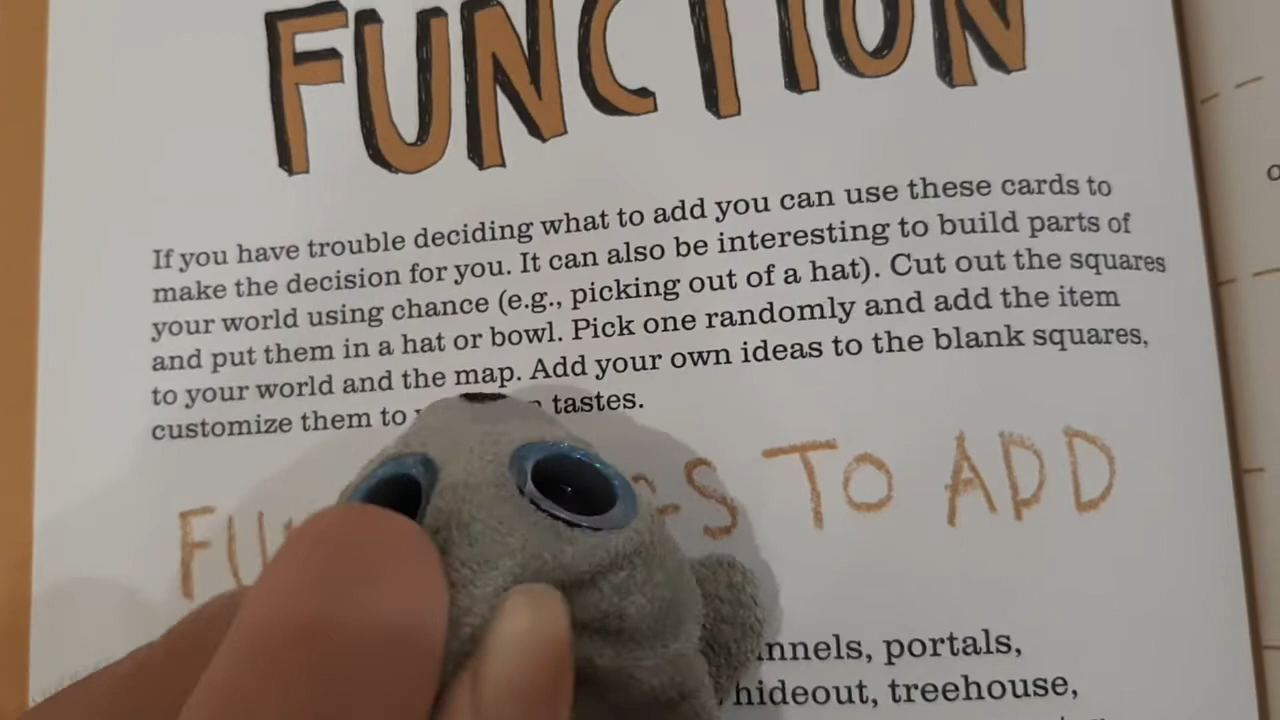 FUNCTION
If you have trouble deciding what to add you can use these cards to
make the decision for you. It can also be interesting to build parts of
your world using chance (e.g., picking out of a hat). Cut out the squares
and put them in a hat or bowl. Pick one randomly and add the item
to your world and the map. Add your own ideas to the blank squares,
customize them to tastes.
TO ADD
portals,
hideout, treehouse,